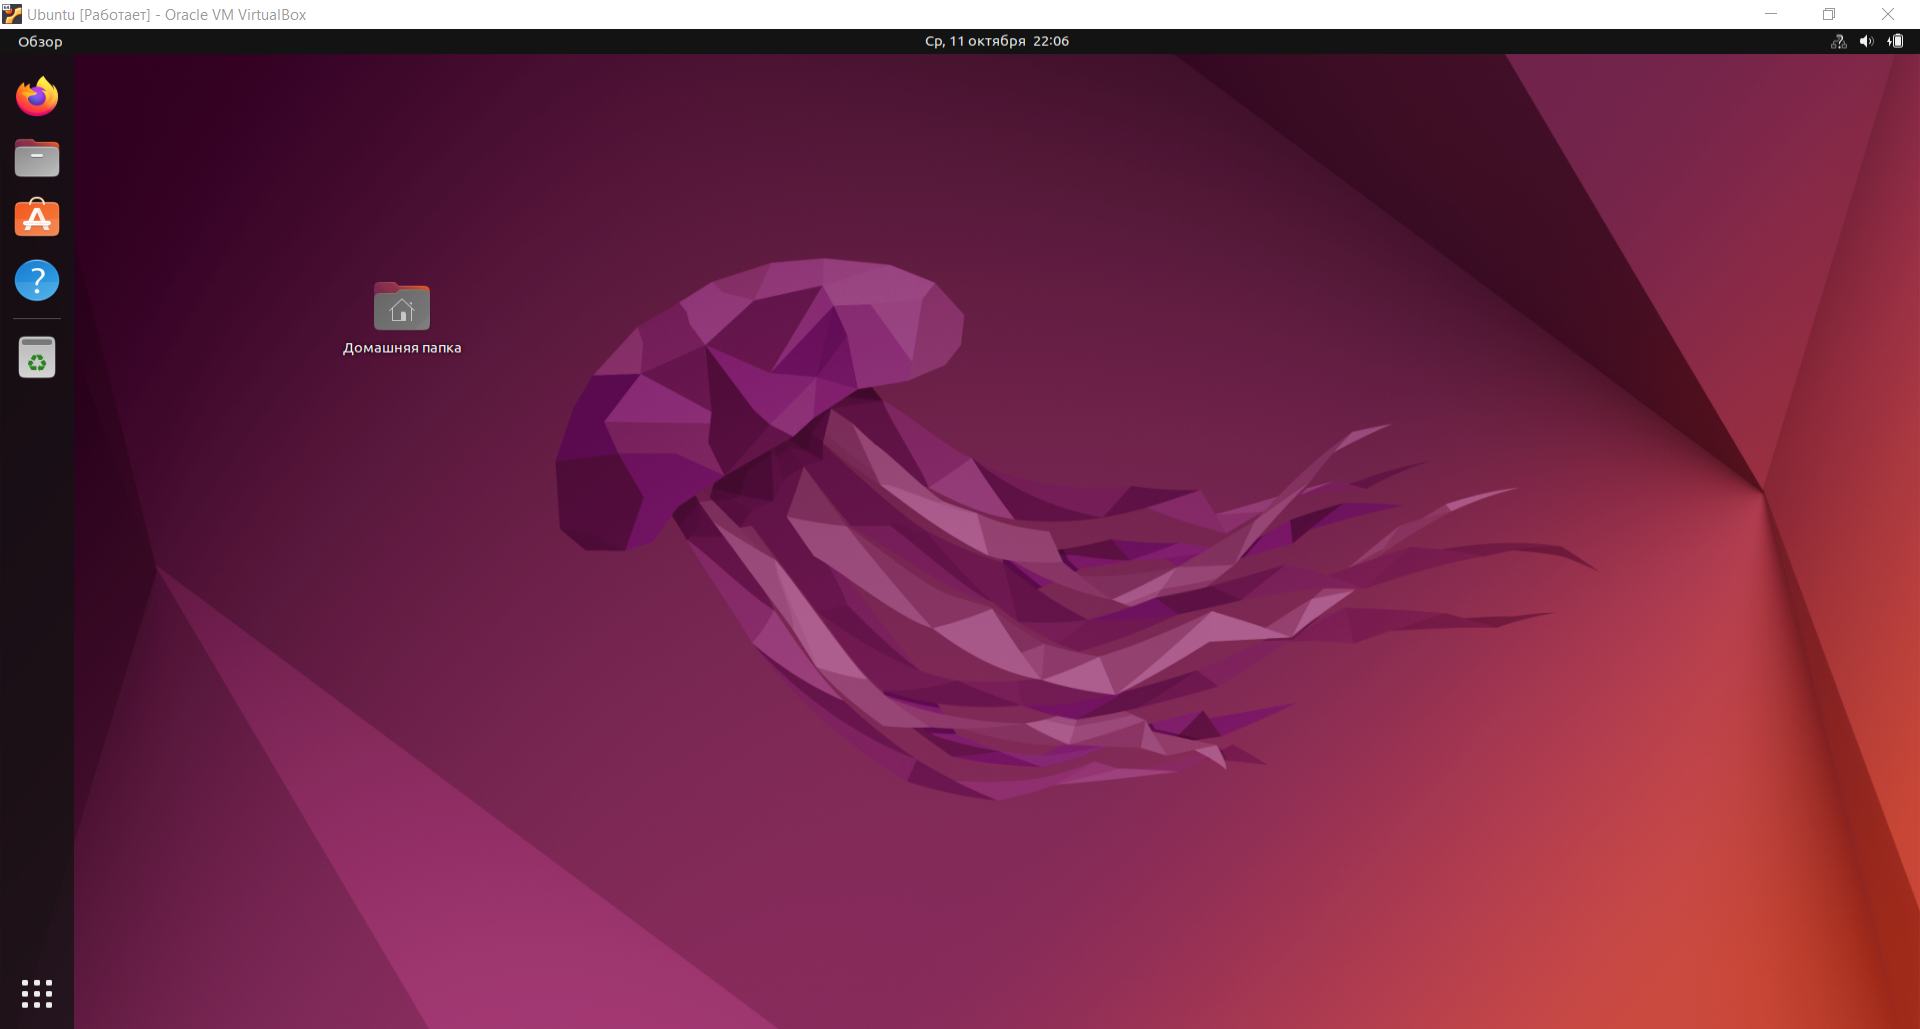 Ubuntu [Работает] - Oracle VM VirtualBox
Обзор
Ср, 11 октября 22:06
Домашняя папка